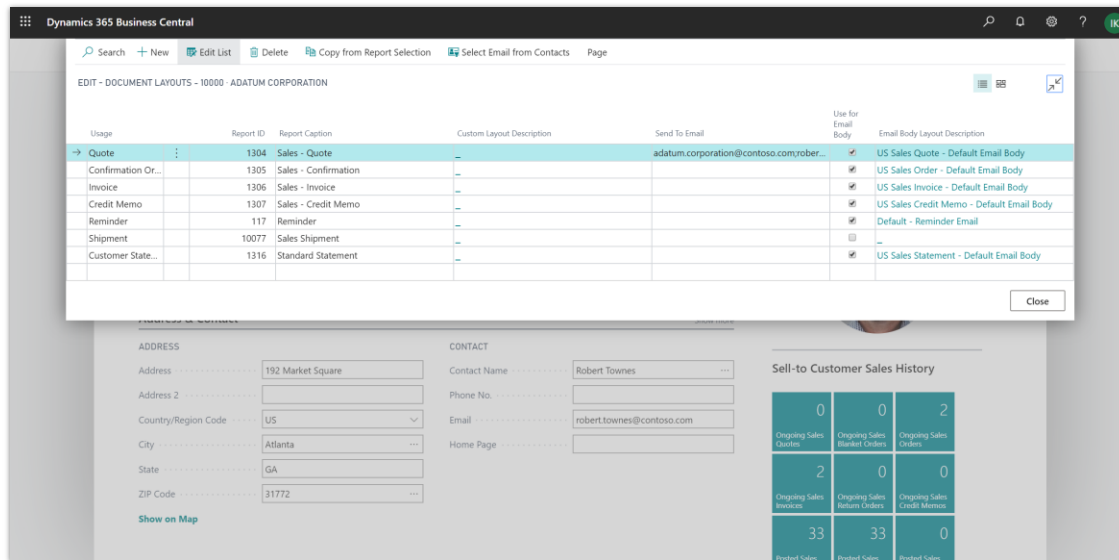 Dynamics 365 Business Central
IK
Search New Edit List Delete Copy from Report Selection Select Email from Contacts Page
EDIT - DOCUMENT LAYOUTS - 10000 · ADATUM CORPORATION
Usage Report ID Report Caption Custom Layout Description Send To Email Use for Email Body Email Body Layout Description
Quote 1304 Sales - Quote _ adatum.corporation@contoso.com;rober... US Sales Quote - Default Email Body
Confirmation Or... 1305 Sales - Confirmation _ US Sales Order - Default Email Body
Invoice 1306 Sales - Invoice _ US Sales Invoice - Default Email Body
Credit Memo 1307 Sales - Credit Memo _ US Sales Credit Memo - Default Email Body
Reminder 117 Reminder _ Default - Reminder Email
Shipment 10077 Sales Shipment _ _
Customer State... 1316 Standard Statement _ US Sales Statement - Default Email Body
Close
Address & Contact Show more
ADDRESS
Address 192 Market Square
Address 2
Country/Region Code US
City Atlanta
State GA
ZIP Code 31772
Show on Map
CONTACT
Contact Name Robert Townes
Phone No.
Email robert.townes@contoso.com
Home Page
Sell-to Customer Sales History
0 0 2
Ongoing Sales Quotes Ongoing Sales Blanket Orders Ongoing Sales Orders
2 0 0
Ongoing Sales Invoices Ongoing Sales Return Orders Ongoing Sales Credit Memos
33 33 0
Posted Sales Posted Sales Posted Sales